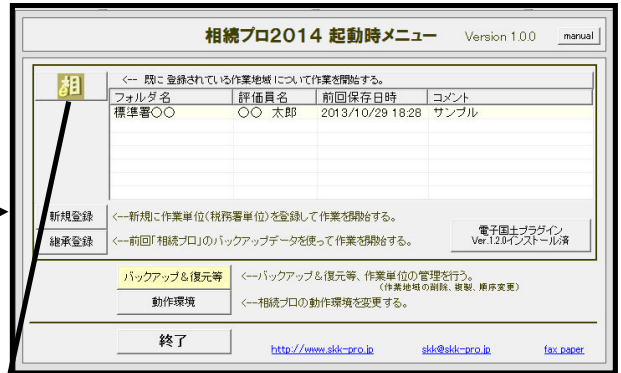 相続プロ2014 起動時メニュー Version 1.0.0 manual
相 <-- 既に登録されている作業地域について作業を開始する。
フォルダ名 評価員名 前回保存日時 コメント
標準署○○ ○○ 太郎 2013/10/29 18:28 サンプル
新規登録 <--新規に作業単位(税務署単位)を登録して作業を開始する。
電子国土プラグイン
Ver.1.2.0インストール済
継承登録 <--前回「相続プロ」のバックアップデータを使って作業を開始する。
バックアップ&復元等 <--バックアップ&復元等、作業単位の管理を行う。
(作業地域の削除、複製、順序変更)
動作環境 <--相続プロの動作環境を変更する。
終了 http://www.skk-pro.jp skk@skk-pro.jp fax paper